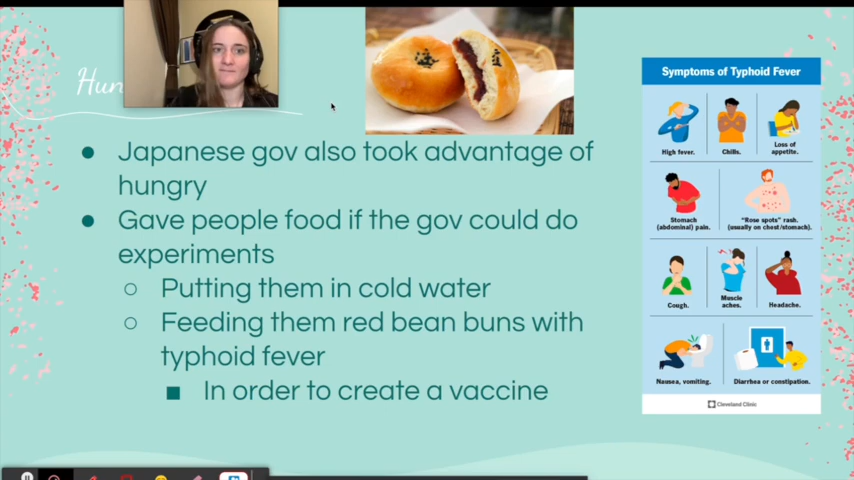 Hun
Japanese gov also took advantage of
hungry
Gave people food if the gov could do
experiments
Putting them in cold water
Feeding them red bean buns with
typhoid fever
In order to create a vaccine
Symptoms of Typhoid Fever
High fever.
Chills.
Loss of
appetite.
Stomach
(abdominal) pain.
"Rose spots" rash.
(usually on chest/stomach).
Cough.
Muscle
aches.
Headache.
Nausea, vomiting.
Diarrhea or constipation.
Cleveland Clinic